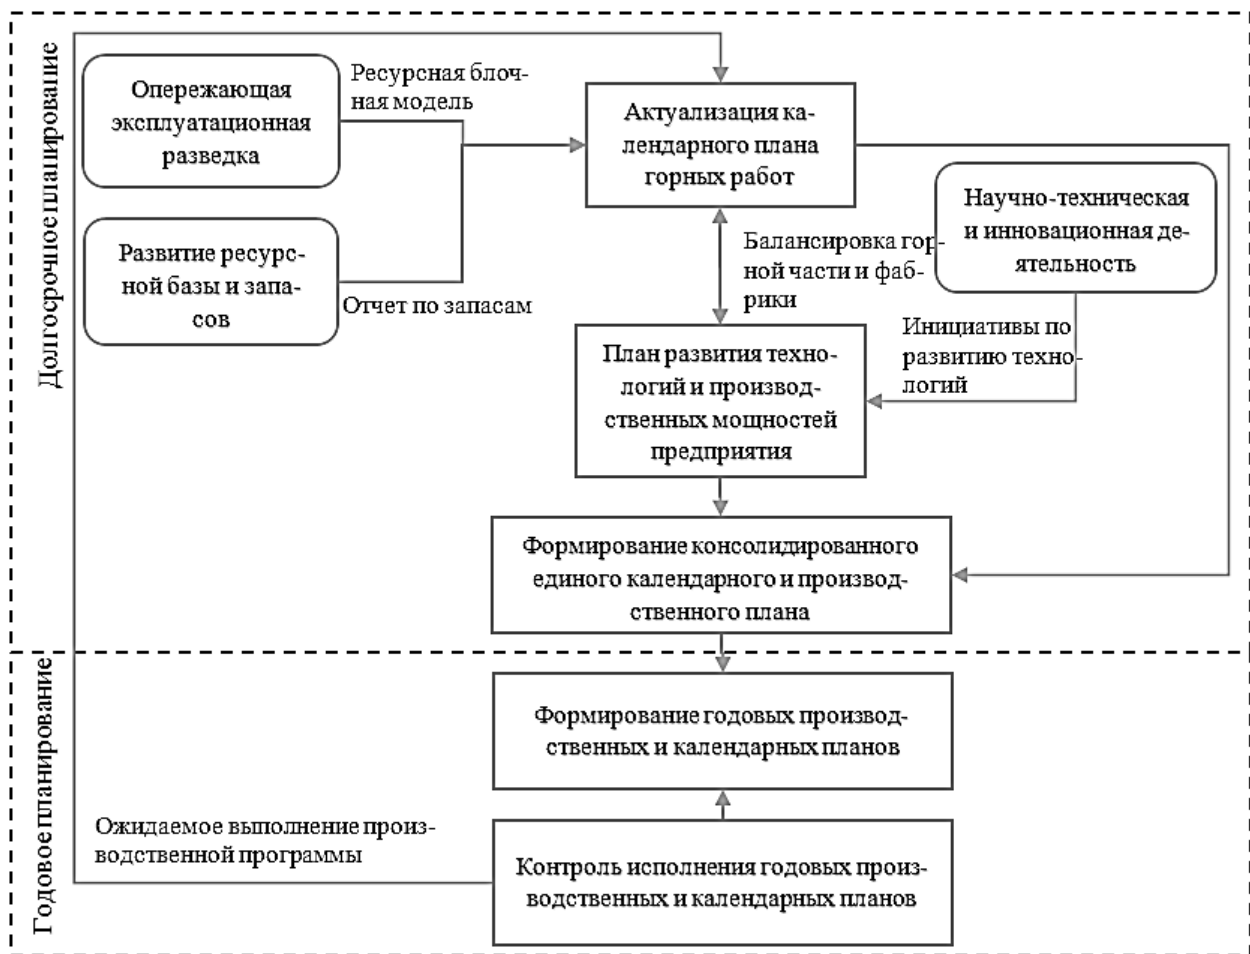 Долгосрочное планирование
Опережающая
эксплуатационная
разведка
Ресурсная блоч-
ная модель
Актуализация ка-
лендарного плана
горных работ
Научно-техническая
и инновационная де-
ятельность
Развитие ресурс-
ной базы и запа-
сов
Отчет по запасам
Балансировка гор-
ной части и фаб-
рики
Инициативы по
развитию техно-
логий
План развития техно-
логий и производ-
ственных мощностей
предприятия
Формирование консолидированного
единого календарного и производ-
ственного плана
Годовое планирование
Формирование годовых производ-
ственных и календарных планов
Ожидаемое выполнение произ-
водственной программы
Контроль исполнения годовых произ-
водственных и календарных планов